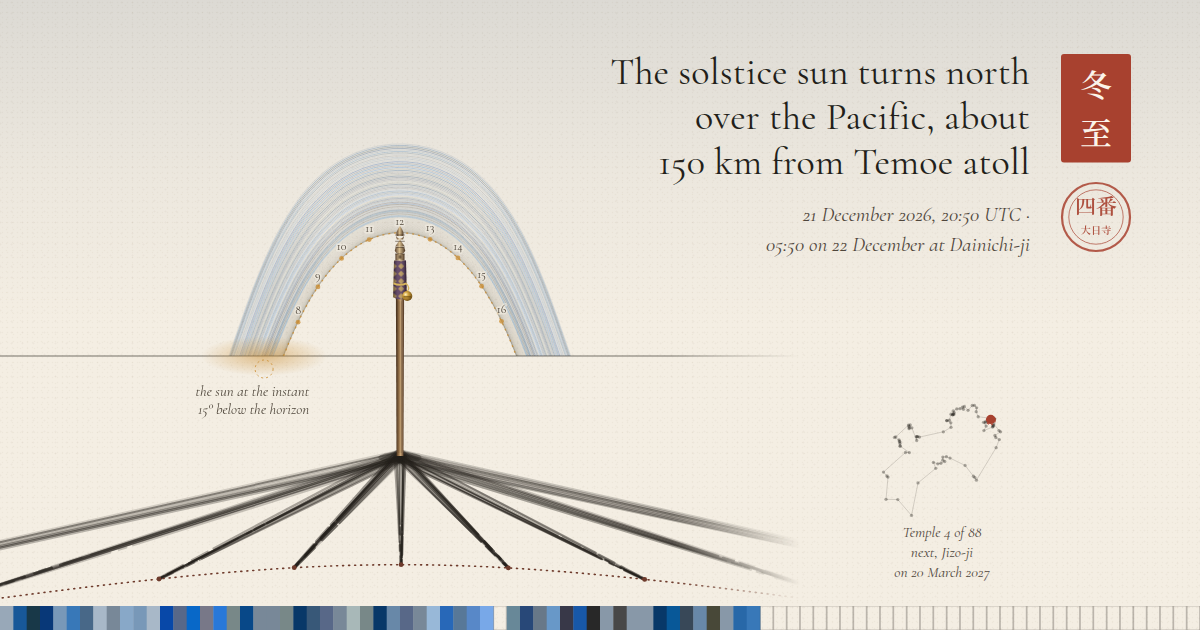 The solstice sun turns north
over the Pacific, about
150 km from Temoe atoll
21 December 2026, 20:50 UTC ·
05:50 on 22 December at Dainichi-ji
冬
至
四番
大日寺
8
9
10
11
12
13
14
15
16
the sun at the instant
15° below the horizon
Temple 4 of 88
next, Jizo-ji
on 20 March 2027